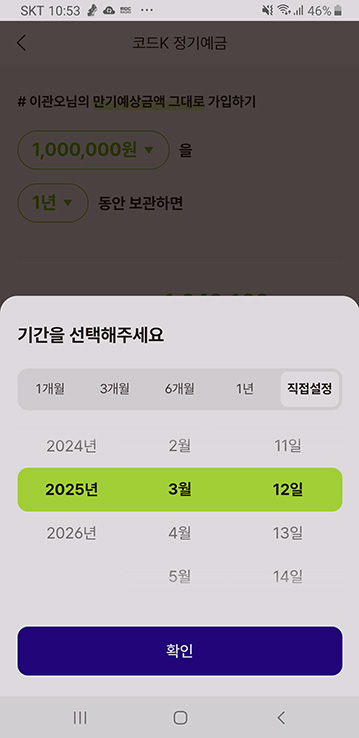 SKT 10:53 ··· 46%
코드K 정기예금
# 이관오님의 만기예상금액 그대로 가입하기
1,000,000원 ▼ 을
1년 ▼ 동안 보관하면
기간을 선택해주세요
1개월 3개월 6개월 1년 직접설정
2024년 2월 11일
2025년 3월 12일
2026년 4월 13일
5월 14일
확인